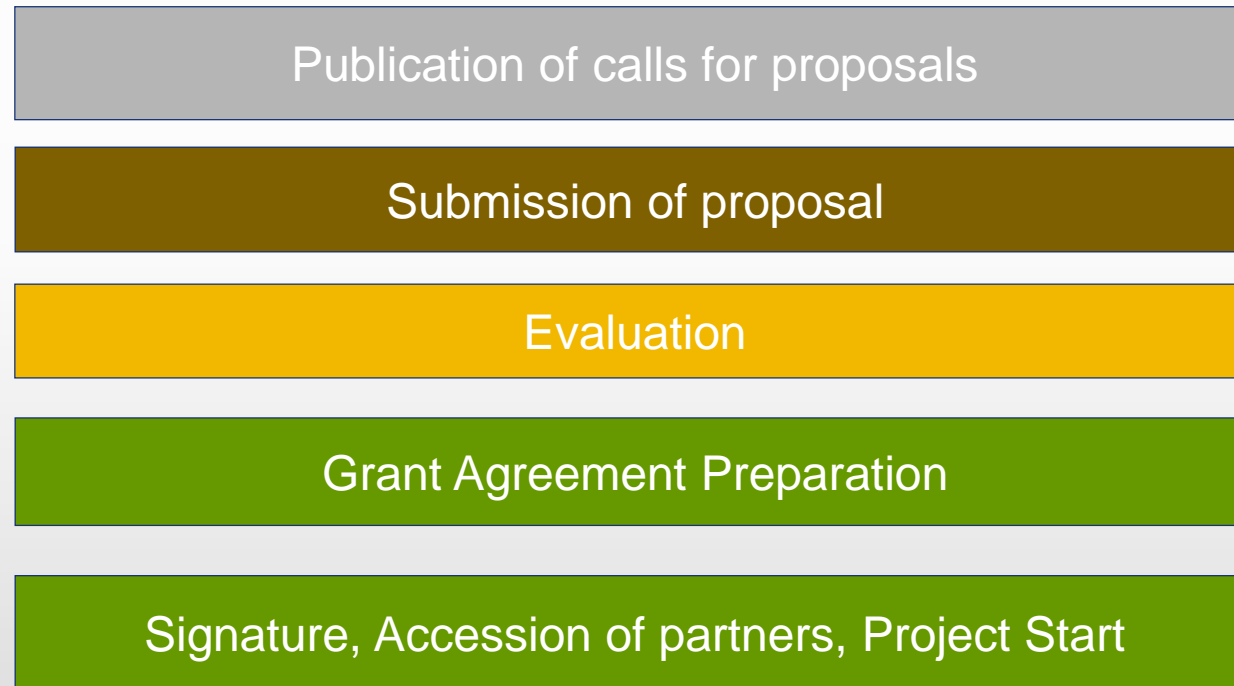 Publication of calls for proposals
Submission of proposal
Evaluation
Grant Agreement Preparation
Signature, Accession of partners, Project Start